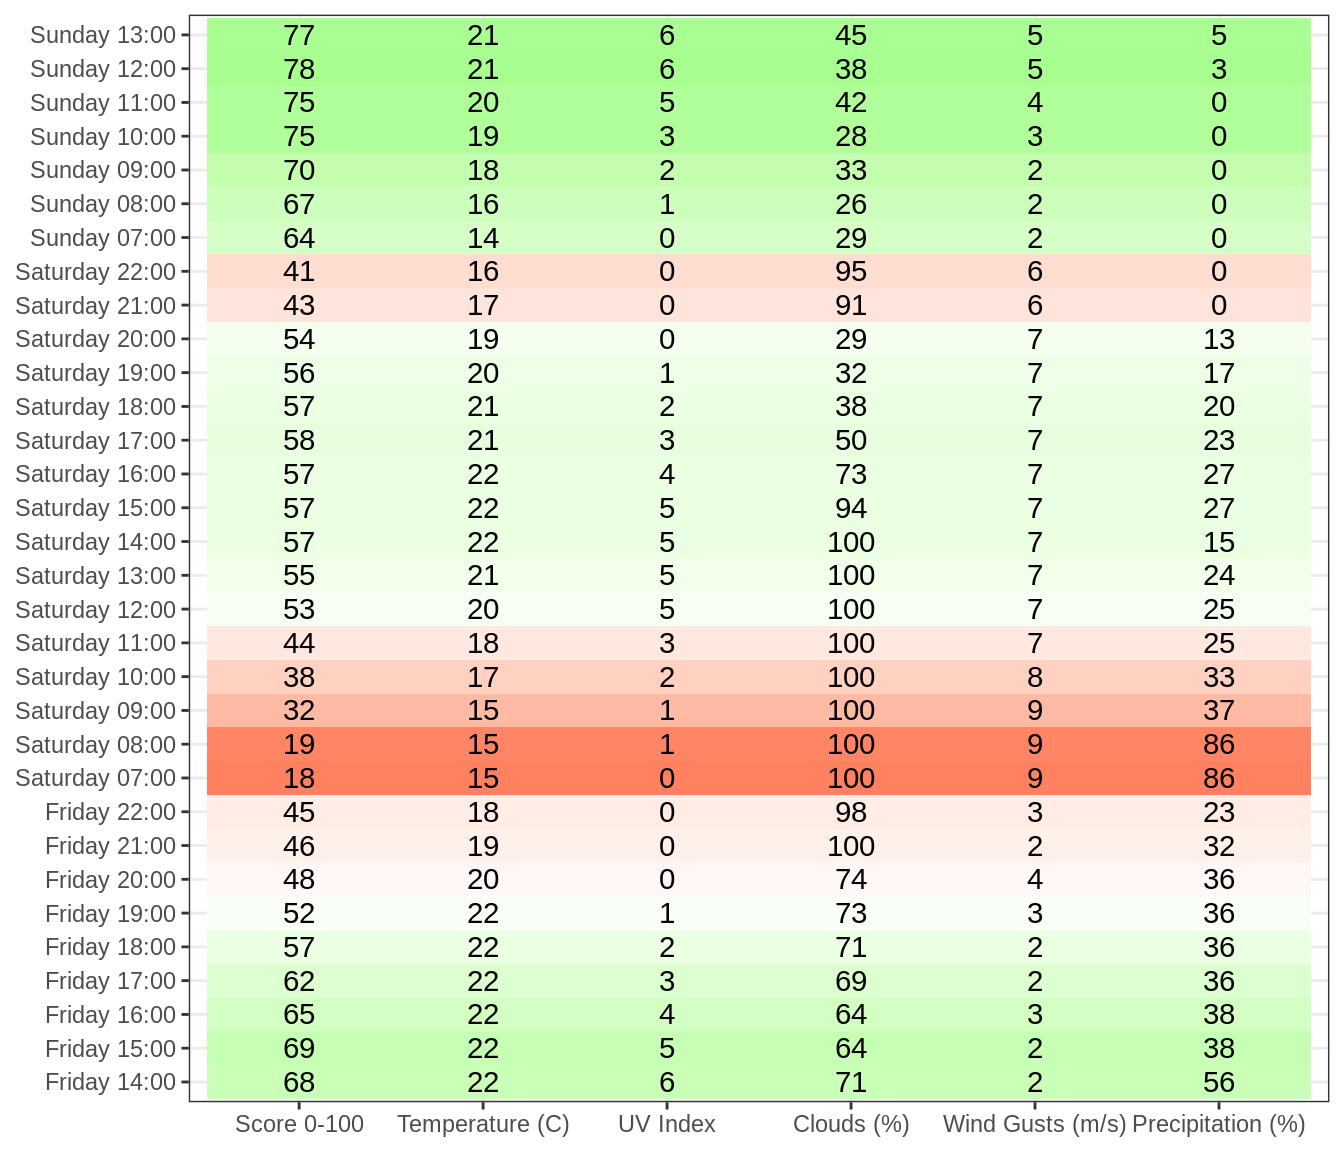 Sunday 13:00 77 21 6 45 5 5
Sunday 12:00 78 21 6 38 5 3
Sunday 11:00 75 20 5 42 4 0
Sunday 10:00 75 19 3 28 3 0
Sunday 09:00 70 18 2 33 2 0
Sunday 08:00 67 16 1 26 2 0
Sunday 07:00 64 14 0 29 2 0
Saturday 22:00 41 16 0 95 6 0
Saturday 21:00 43 17 0 91 6 0
Saturday 20:00 54 19 0 29 7 13
Saturday 19:00 56 20 1 32 7 17
Saturday 18:00 57 21 2 38 7 20
Saturday 17:00 58 21 3 50 7 23
Saturday 16:00 57 22 4 73 7 27
Saturday 15:00 57 22 5 94 7 27
Saturday 14:00 57 22 5 100 7 15
Saturday 13:00 55 21 5 100 7 24
Saturday 12:00 53 20 5 100 7 25
Saturday 11:00 44 18 3 100 7 25
Saturday 10:00 38 17 2 100 8 33
Saturday 09:00 32 15 1 100 9 37
Saturday 08:00 19 15 1 100 9 86
Saturday 07:00 18 15 0 100 9 86
Friday 22:00 45 18 0 98 3 23
Friday 21:00 46 19 0 100 2 32
Friday 20:00 48 20 0 74 4 36
Friday 19:00 52 22 1 73 3 36
Friday 18:00 57 22 2 71 2 36
Friday 17:00 62 22 3 69 2 36
Friday 16:00 65 22 4 64 3 38
Friday 15:00 69 22 5 64 2 38
Friday 14:00 68 22 6 71 2 56
Score 0-100 Temperature (C) UV Index Clouds (%) Wind Gusts (m/s) Precipitation (%)